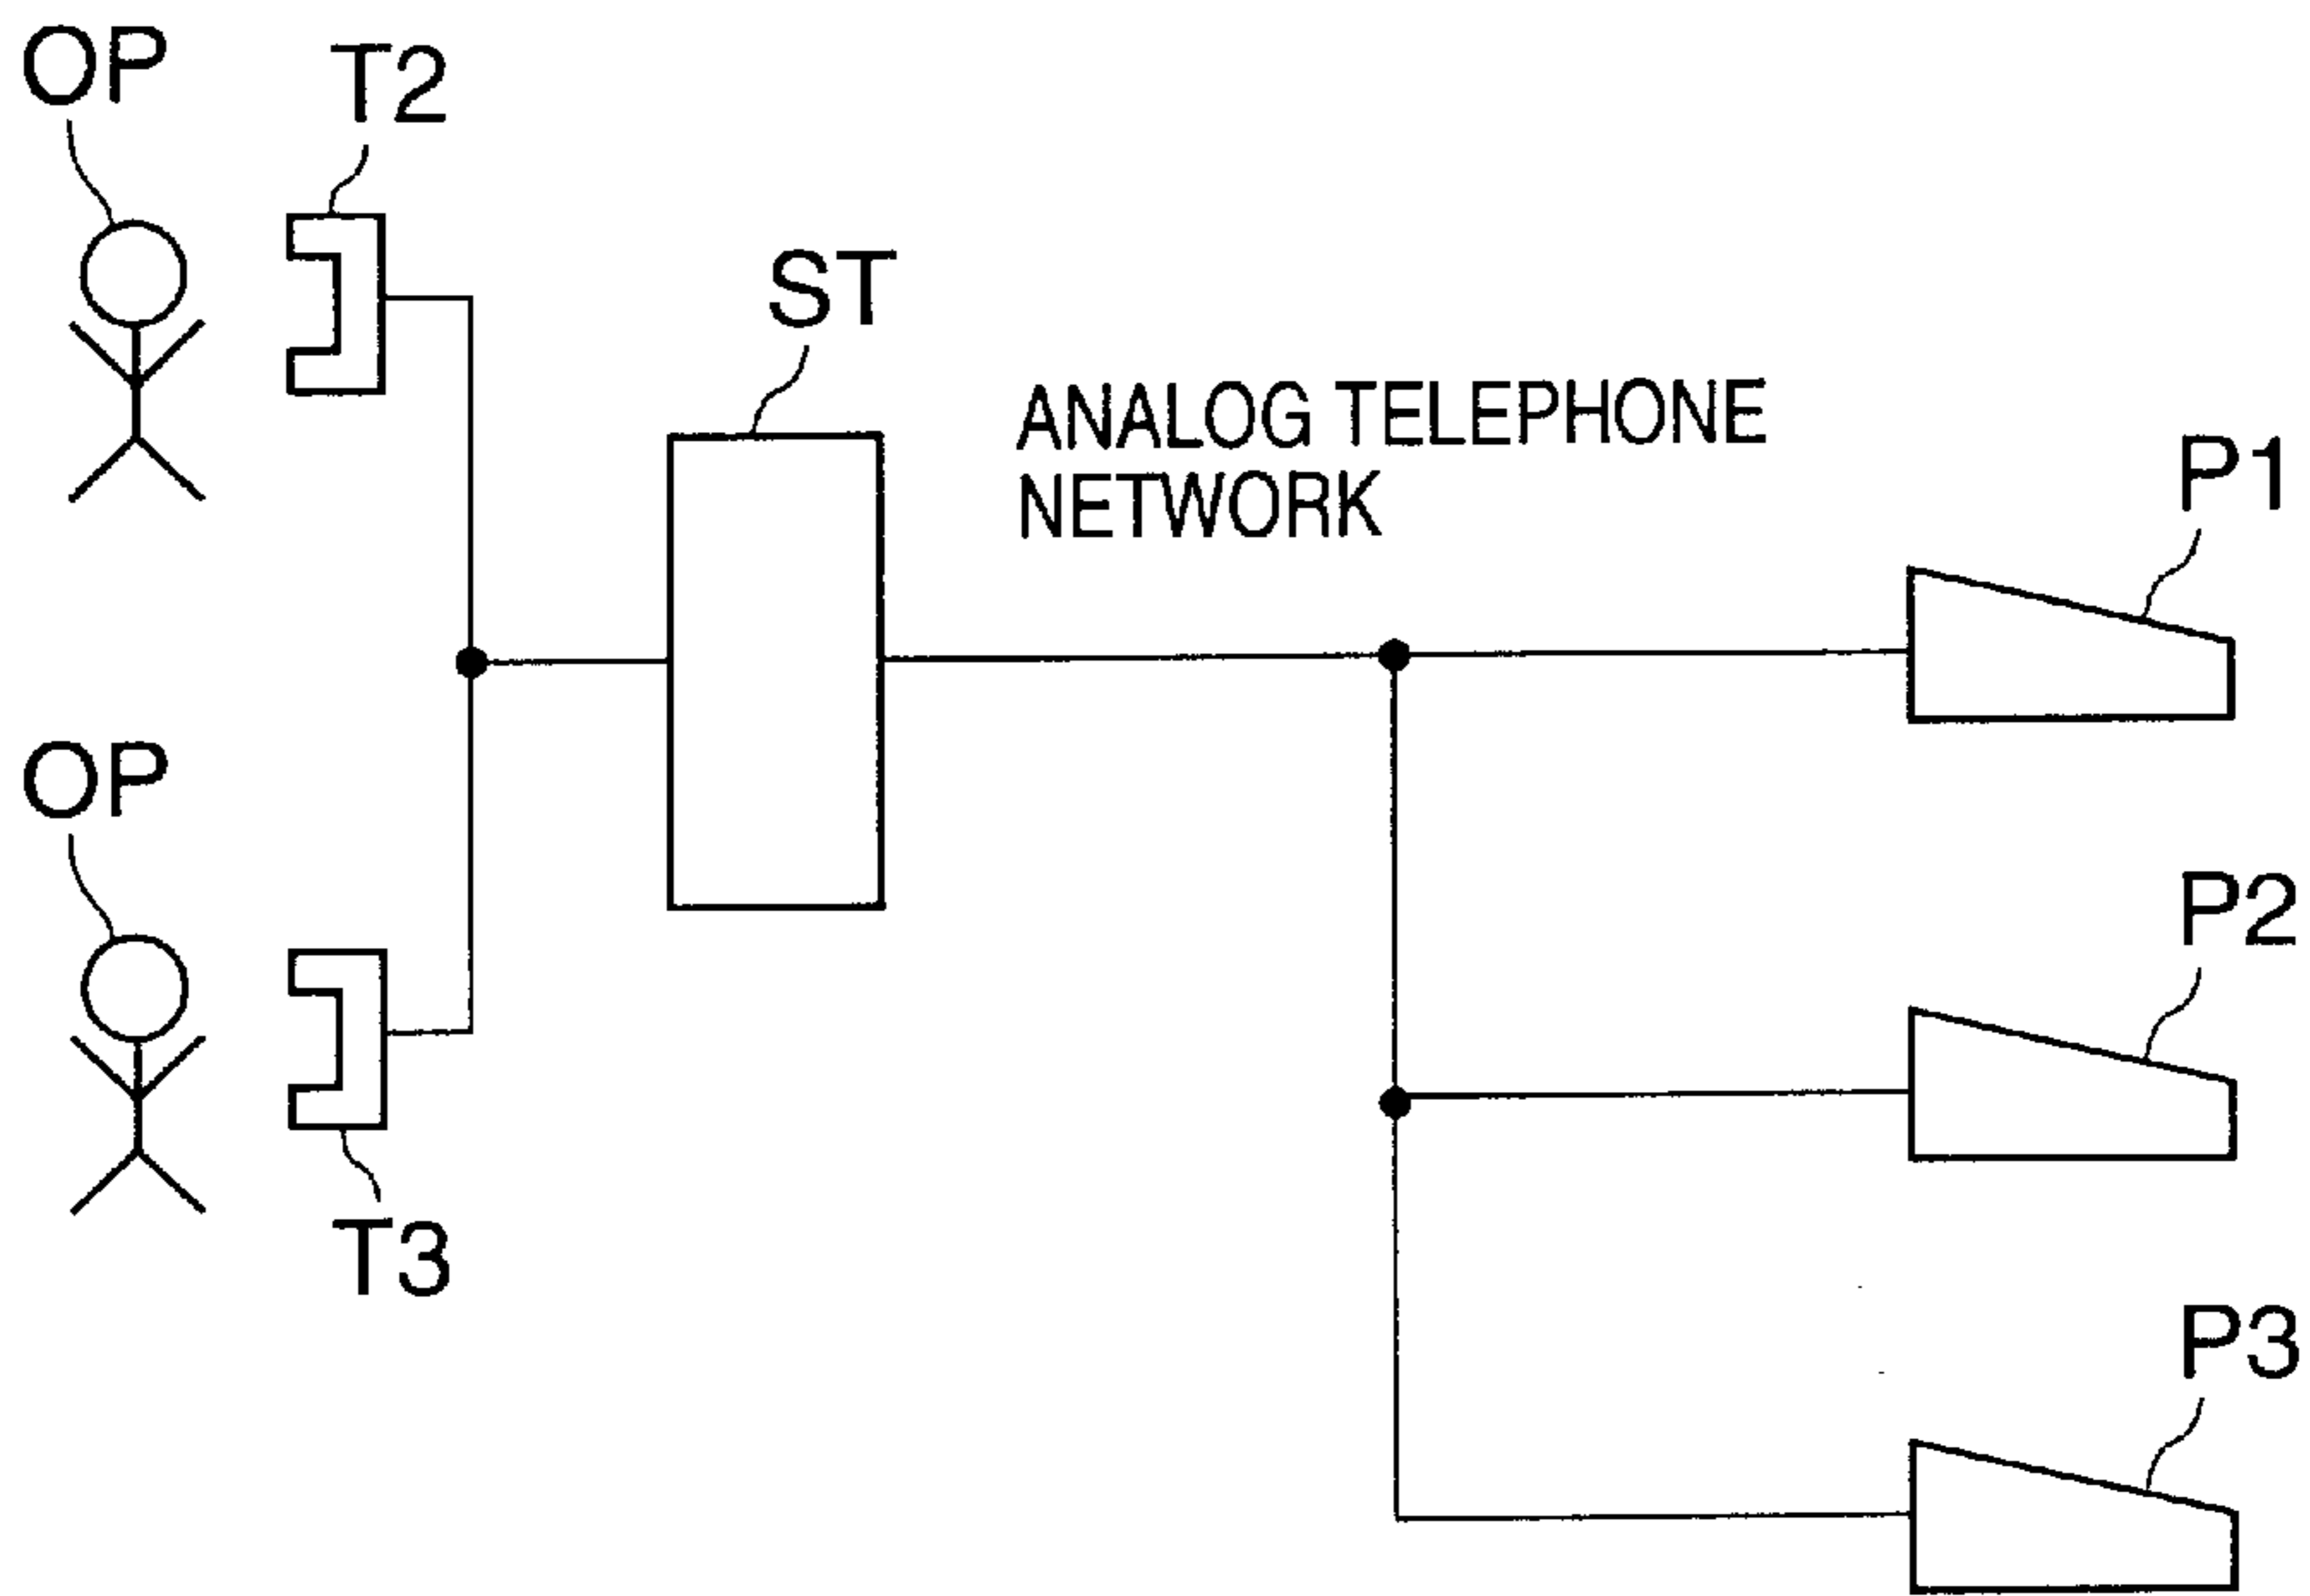 OP
T2
ST
ANALOG TELEPHONE
NETWORK
P1
OP
P2
T3
P3